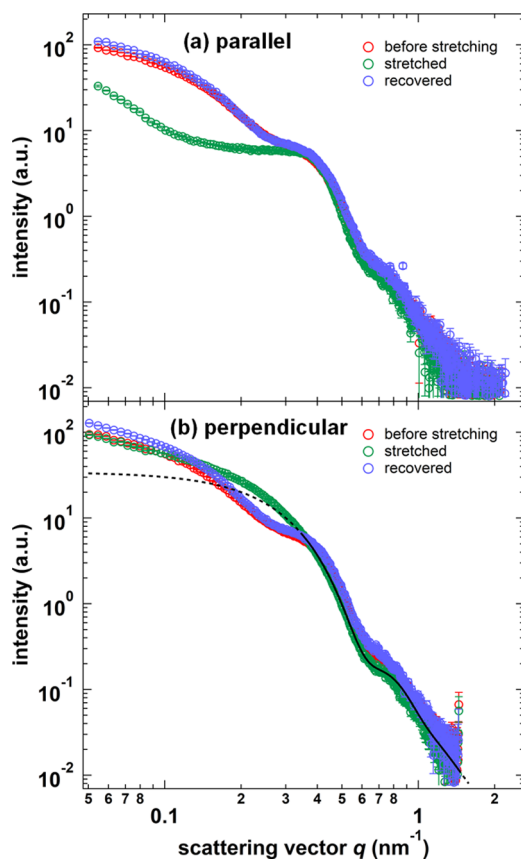 (a) parallel
before stretching
stretched
recovered
intensity (a.u.)
10²
10¹
10⁰
10⁻¹
10⁻²
(b) perpendicular
before stretching
stretched
recovered
intensity (a.u.)
10²
10¹
10⁰
10⁻¹
10⁻²
5 6 7 8 0.1 2 3 4 5 6 7 8 1 2
scattering vector q (nm⁻¹)